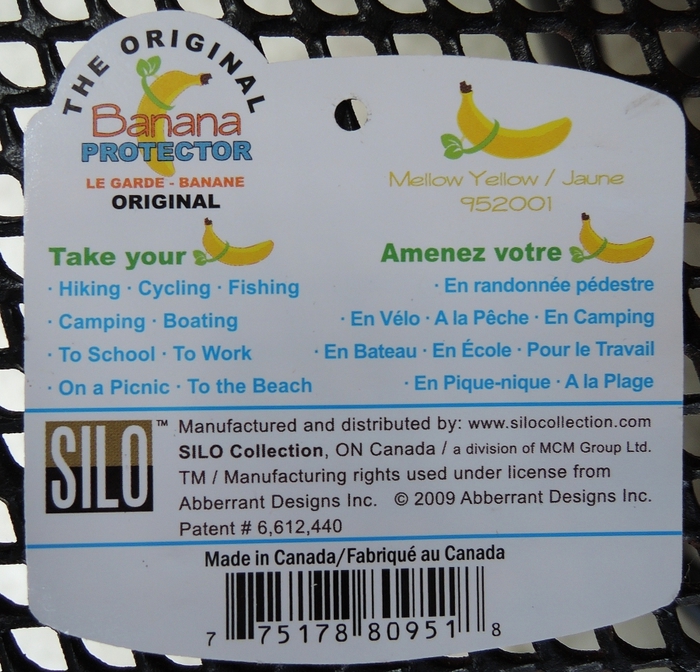 THE ORIGINAL
Banana
PROTECTOR
LE GARDE - BANANE
ORIGINAL
Mellow Yellow / Jaune
952001
Take your
· Hiking · Cycling · Fishing
· Camping · Boating
· To School · To Work
· On a Picnic · To the Beach
Amenez votre
· En randonnée pédestre
· En Vélo · A la Pêche · En Camping
· En Bateau · En École · Pour le Travail
· En Pique-nique · A la Plage
SILO™
Manufactured and distributed by: www.silocollection.com
SILO Collection, ON Canada / a division of MCM Group Ltd.
TM / Manufacturing rights used under license from
Abberrant Designs Inc. © 2009 Abberrant Designs Inc.
Patent # 6,612,440
Made in Canada/Fabriqué au Canada
7 75178 80951 8